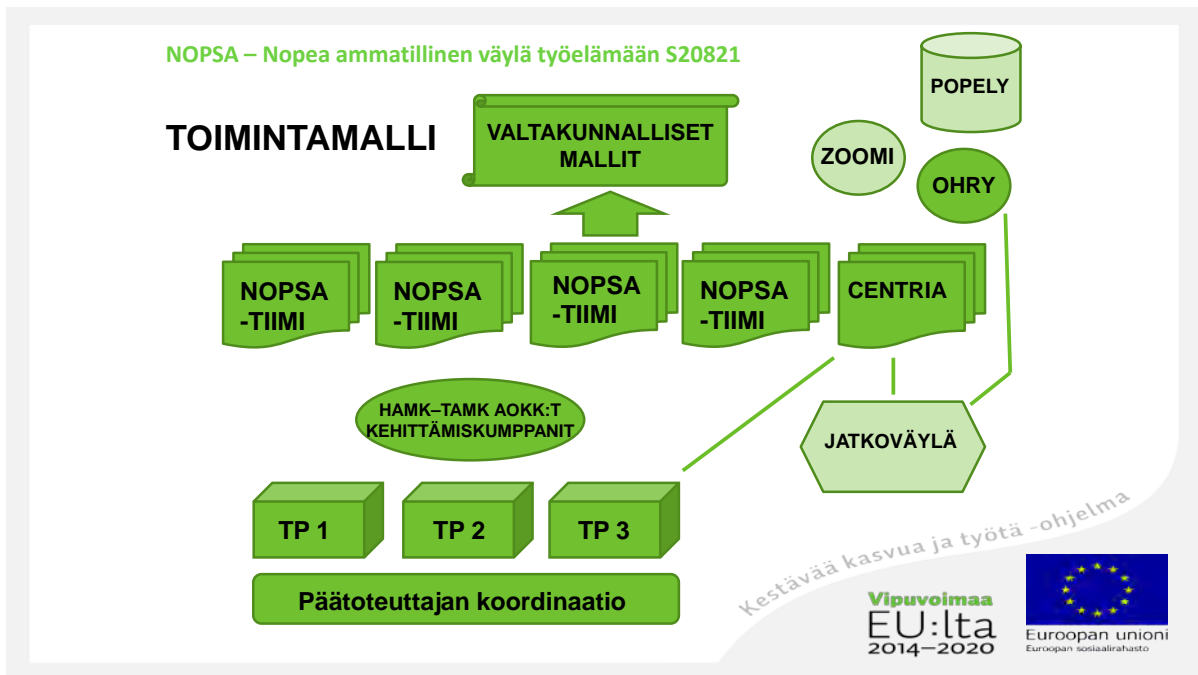 NOPSA – Nopea ammatillinen väylä työelämään S20821
TOIMINTAMALLI
VALTAKUNNALLISET
MALLIT
POPELY
ZOOMI
OHRY
NOPSA
-TIIMI
NOPSA
-TIIMI
NOPSA
-TIIMI
NOPSA
-TIIMI
CENTRIA
HAMK–TAMK AOKK:T
KEHITTÄMISKUMPPANIT
JATKOVÄYLÄ
TP 1
TP 2
TP 3
Päätoteuttajan koordinaatio
Kestävää kasvua ja työtä -ohjelma
Vipuvoimaa
EU:lta
2014–2020
Euroopan unioni
Euroopan sosiaalirahasto